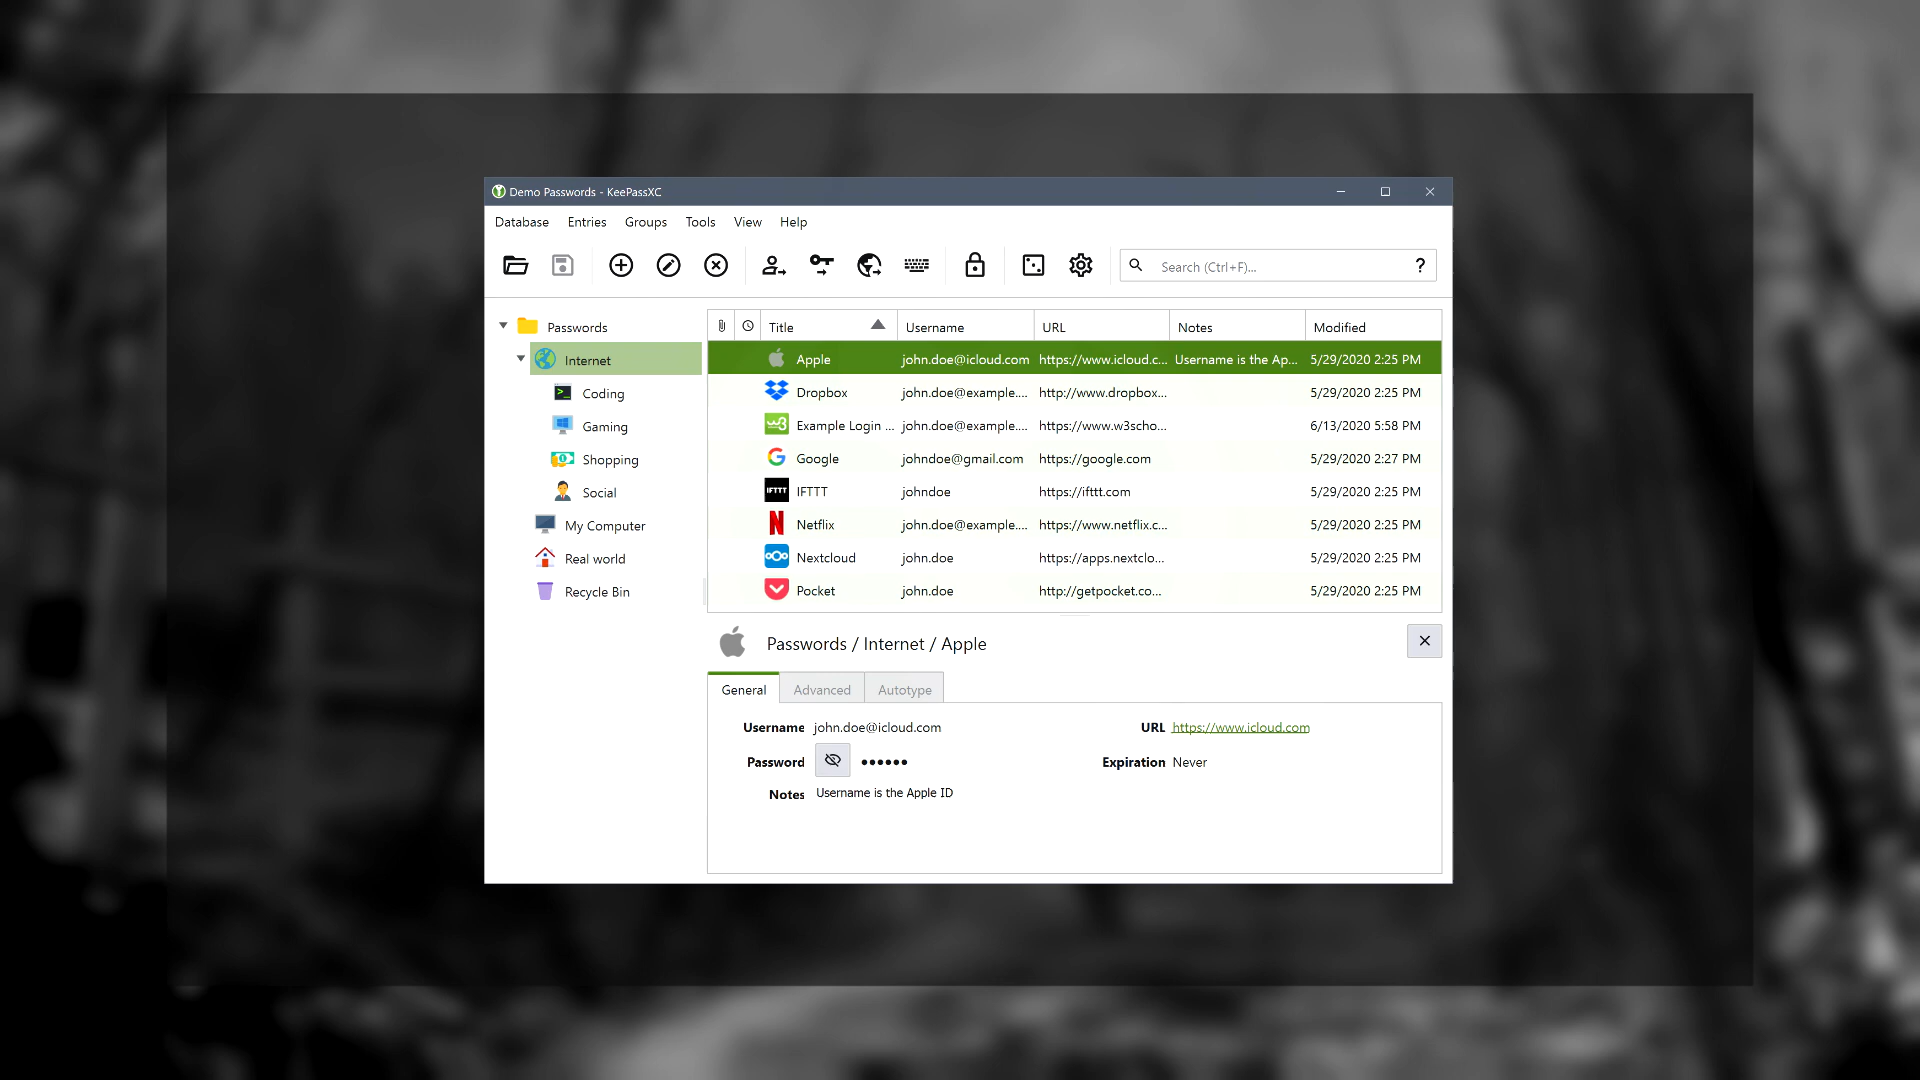 Demo Passwords - KeePassXC
Database Entries Groups Tools View Help
Search (Ctrl+F)... ?
Passwords
Internet
Coding
Gaming
Shopping
Social
My Computer
Real world
Recycle Bin
Title Username URL Notes Modified
Apple john.doe@icloud.com https://www.icloud.c... Username is the Ap... 5/29/2020 2:25 PM
Dropbox john.doe@example.... http://www.dropbox... 5/29/2020 2:25 PM
w3 Example Login ... john.doe@example.... https://www.w3scho... 6/13/2020 5:58 PM
Google johndoe@gmail.com https://google.com 5/29/2020 2:27 PM
IFTTT IFTTT johndoe https://ifttt.com 5/29/2020 2:25 PM
Netflix john.doe@example.... https://www.netflix.c... 5/29/2020 2:25 PM
Nextcloud john.doe https://apps.nextclo... 5/29/2020 2:25 PM
Pocket john.doe http://getpocket.co... 5/29/2020 2:25 PM
Passwords / Internet / Apple
General Advanced Autotype
Username john.doe@icloud.com URL https://www.icloud.com
Password ●●●●●● Expiration Never
Notes Username is the Apple ID